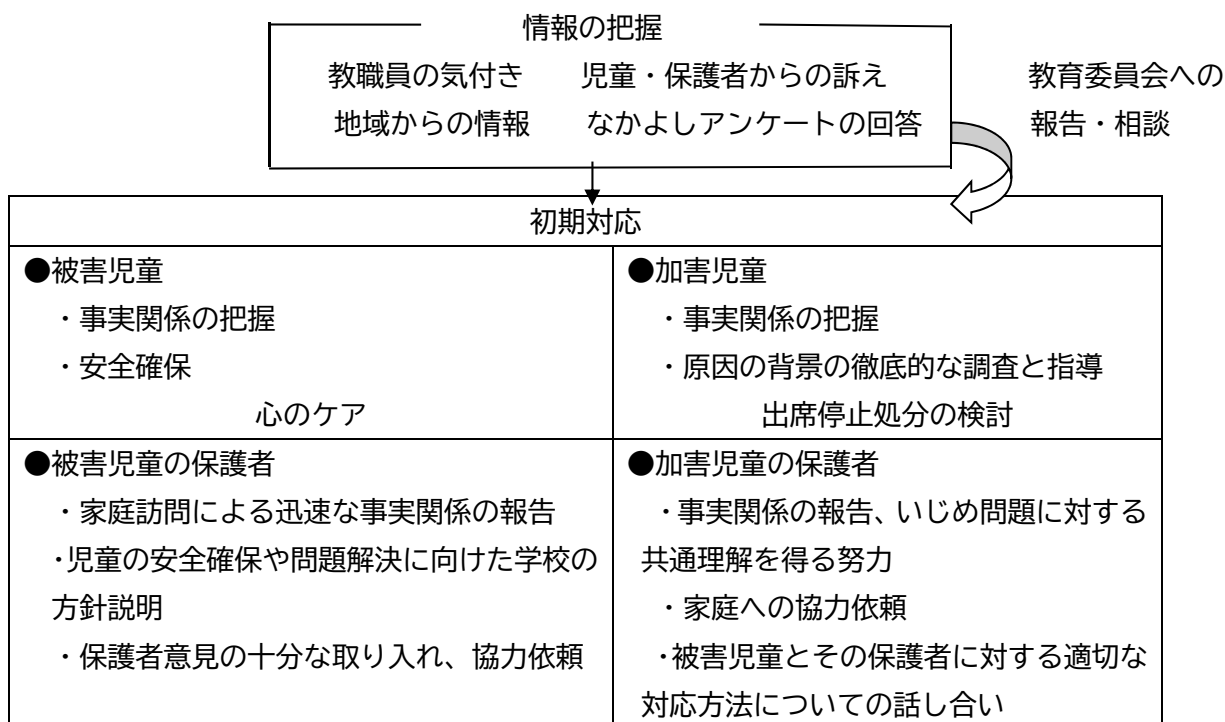 情報の把握
教職員の気付き 児童・保護者からの訴え
地域からの情報 なかよしアンケートの回答
教育委員会への
報告・相談
初期対応
●被害児童
・事実関係の把握
・安全確保
心のケア
●加害児童
・事実関係の把握
・原因の背景の徹底的な調査と指導
出席停止処分の検討
●被害児童の保護者
・家庭訪問による迅速な事実関係の報告
・児童の安全確保や問題解決に向けた学校の
方針説明
・保護者意見の十分な取り入れ、協力依頼
●加害児童の保護者
・事実関係の報告、いじめ問題に対する
共通理解を得る努力
・家庭への協力依頼
・被害児童とその保護者に対する適切な
対応方法についての話し合い